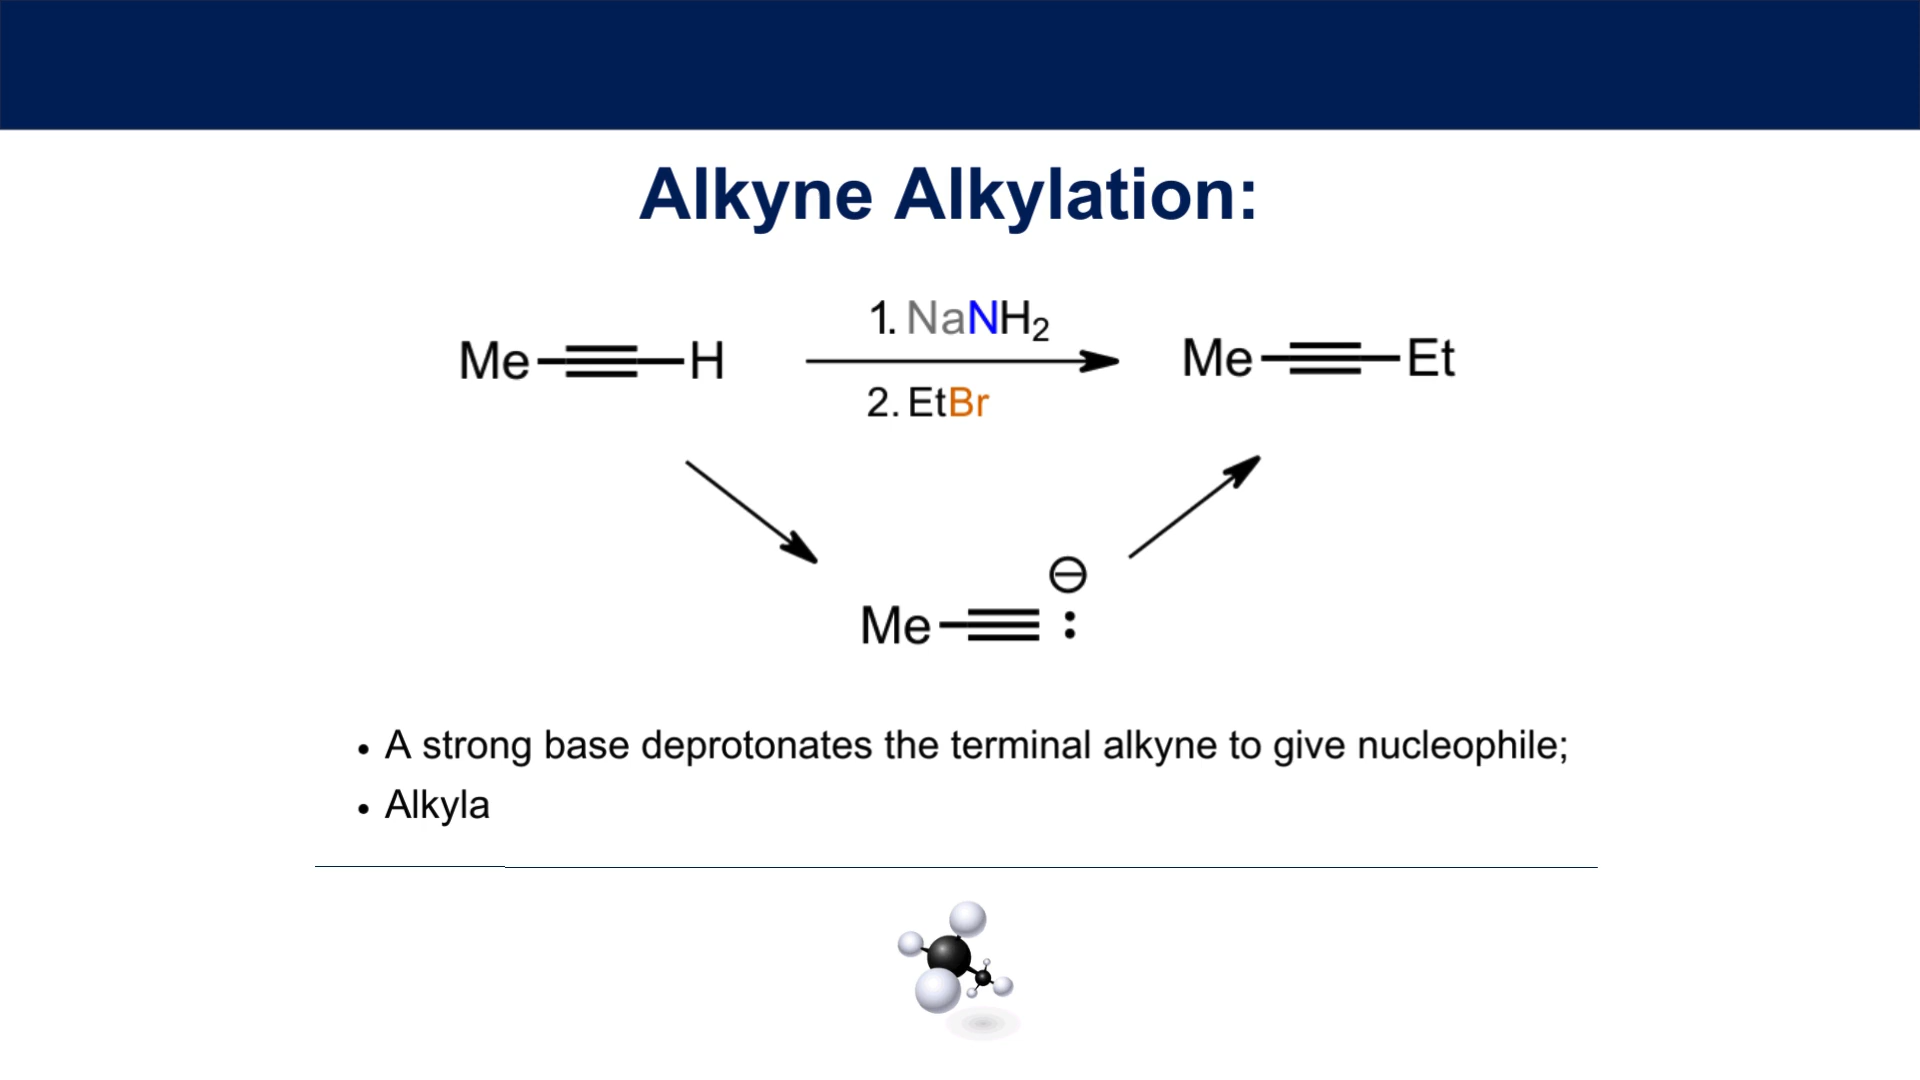 Alkyne Alkylation:
1. NaNH₂
Me H
Me Et
2. EtBr
Me ⊖ :
• A strong base deprotonates the terminal alkyne to give nucleophile;
• Alkyla